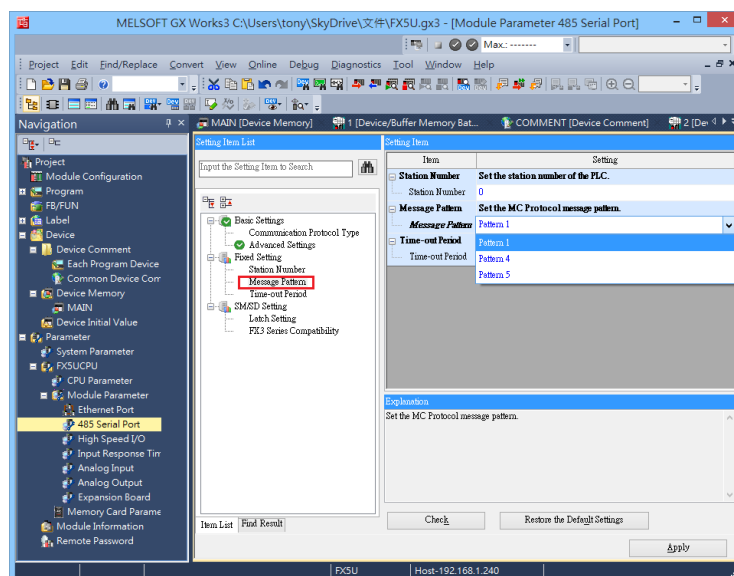 MELSOFT GX Works3 C:\Users\tony\SkyDrive\文件\FX5U.gx3 - [Module Parameter 485 Serial Port]
Max.: -------
Project Edit Find/Replace Convert View Online Debug Diagnostics Tool Window Help
Navigation
MAIN [Device Memory]
1 [Device/Buffer Memory Bat...
COMMENT [Device Comment]
2 [Dev
Project
Module Configuration
Program
FB/FUN
Label
Device
Device Comment
Each Program Device
Common Device Com
Device Memory
MAIN
Device Initial Value
Parameter
System Parameter
FX5UCPU
CPU Parameter
Module Parameter
Ethernet Port
485 Serial Port
High Speed I/O
Input Response Tim
Analog Input
Analog Output
Expansion Board
Memory Card Parame
Module Information
Remote Password
Setting Item List
Input the Setting Item to Search
Basic Settings
Communication Protocol Type
Advanced Settings
Fixed Setting
Station Number
Message Pattern
Time-out Period
SM/SD Setting
Latch Setting
FX3 Series Compatibility
Item List
Find Result
Setting Item
Item Setting
Station Number Set the station number of the PLC.
Station Number 0
Message Pattern Set the MC Protocol message pattern.
Message Pattern Pattern 1
Time-out Period
Time-out Period
Pattern 1
Pattern 4
Pattern 5
Explanation
Set the MC Protocol message pattern.
Check
Restore the Default Settings
Apply
FX5U
Host-192.168.1.240